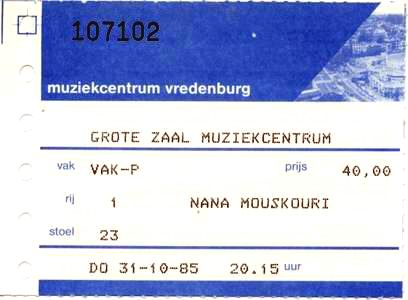 107102
muziekcentrum vredenburg
GROTE ZAAL MUZIEKCENTRUM
vak VAK-P prijs 40,00
rij 1 NANA MOUSKOURI
stoel 23
DO 31-10-85 20.15 uur